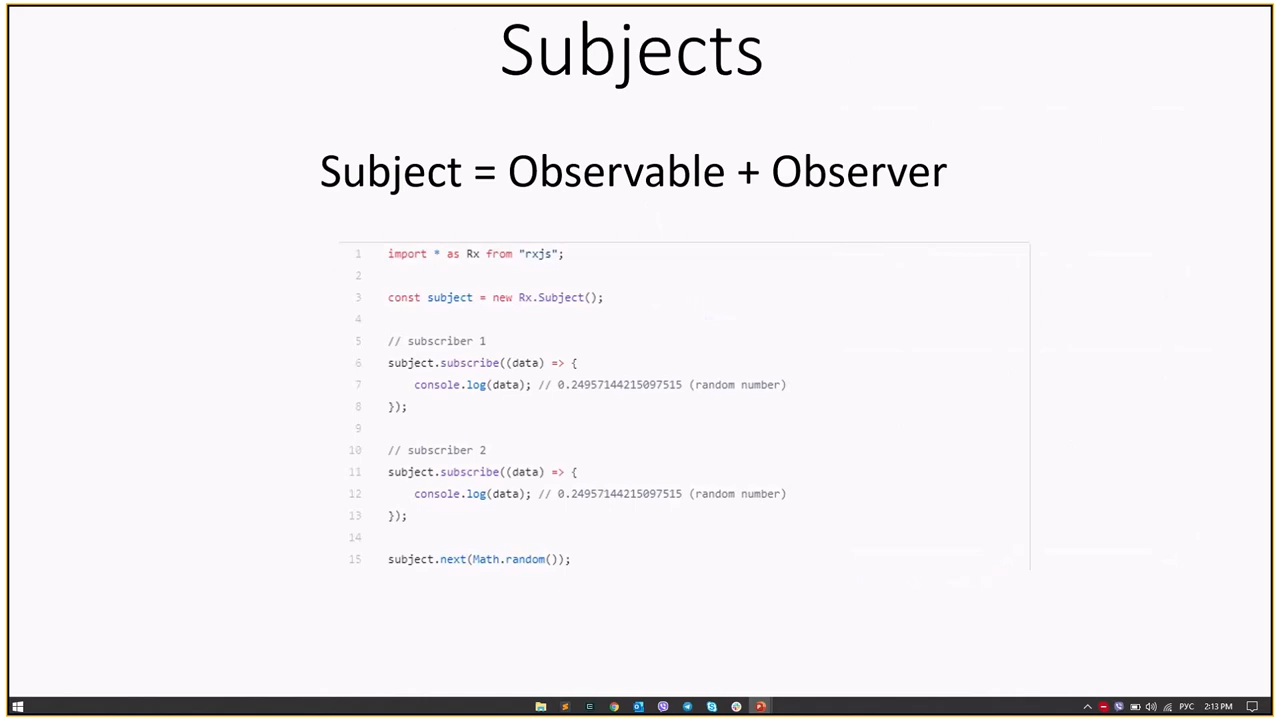 Subjects
Subject = Observable + Observer
1 import * as Rx from "rxjs";
2
3 const subject = new Rx.Subject();
4
5 // subscriber 1
6 subject.subscribe((data) => {
7 console.log(data); // 0.24957144215097515 (random number)
8 });
9
10 // subscriber 2
11 subject.subscribe((data) => {
12 console.log(data); // 0.24957144215097515 (random number)
13 });
14
15 subject.next(Math.random());
РУС 2:13 PM